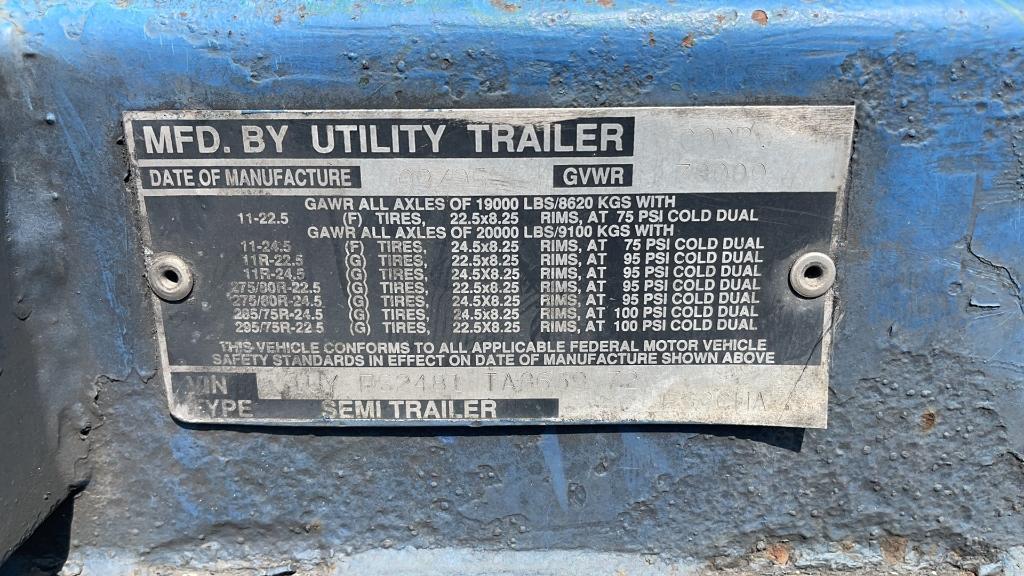 MFD. BY UTILITY TRAILER CORP
DATE OF MANUFACTURE GVWR
GAWR ALL AXLES OF 19000 LBS/8620 KGS WITH
11-22.5 (F) TIRES, 22.5x8.25 RIMS, AT 75 PSI COLD DUAL
GAWR ALL AXLES OF 20000 LBS/9100 KGS WITH
11-24.5 (F) TIRES, 24.5x8.25 RIMS, AT 75 PSI COLD DUAL
11R-22.5 (G) TIRES, 22.5x8.25 RIMS, AT 95 PSI COLD DUAL
11R-24.5 (G) TIRES, 24.5X8.25 RIMS, AT 95 PSI COLD DUAL
275/80R-22.5 (G) TIRES, 22.5X8.25 RIMS, AT 95 PSI COLD DUAL
275/80R-24.5 (G) TIRES, 24.5X8.25 RIMS, AT 95 PSI COLD DUAL
285/75R-24.5 (G) TIRES, 24.5x8.25 RIMS, AT 100 PSI COLD DUAL
295/75R-22.5 (G) TIRES, 22.5X8.25 RIMS, AT 100 PSI COLD DUAL
THIS VEHICLE CONFORMS TO ALL APPLICABLE FEDERAL MOTOR VEHICLE
SAFETY STANDARDS IN EFFECT ON DATE OF MANUFACTURE SHOWN ABOVE
VIN
TYPE SEMI TRAILER